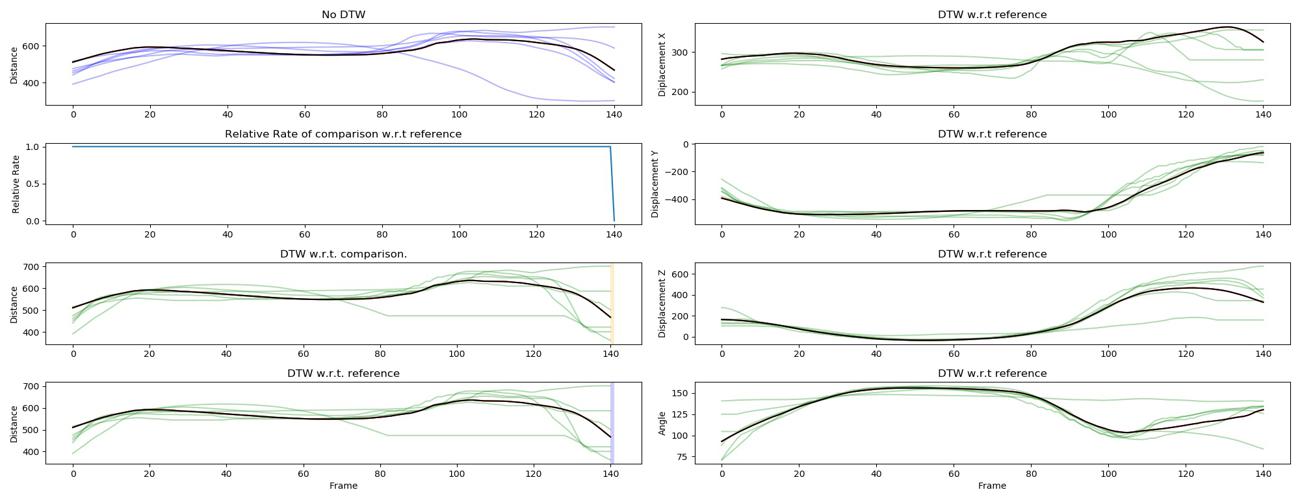 No DTW
Distance
600
400
0 20 40 60 80 100 120 140
Relative Rate of comparison w.r.t reference
Relative Rate
1.0
0.5
0.0
0 20 40 60 80 100 120 140
DTW w.r.t. comparison.
Distance
700
600
500
400
0 20 40 60 80 100 120 140
DTW w.r.t. reference
Distance
700
600
500
400
0 20 40 60 80 100 120 140
Frame
DTW w.r.t reference
Diplacement X
300
200
0 20 40 60 80 100 120 140
DTW w.r.t reference
Displacement Y
0
−200
−400
0 20 40 60 80 100 120 140
DTW w.r.t reference
Displacement Z
600
400
200
0
0 20 40 60 80 100 120 140
DTW w.r.t reference
Angle
150
125
100
75
0 20 40 60 80 100 120 140
Frame